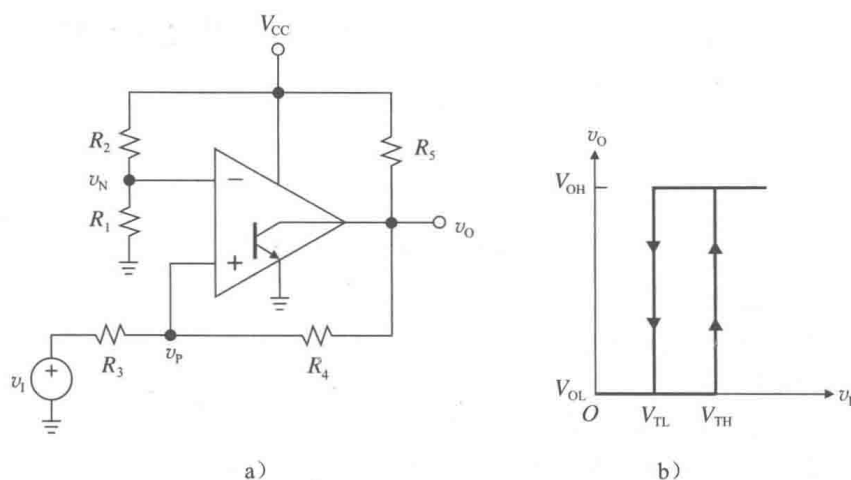 V_CC
R_2
R_5
v_N
−
R_1
+
v_O
v_P
R_3
R_4
v_I
+
a）
v_O
V_OH
V_OL
O
V_TL
V_TH
v_I
b）